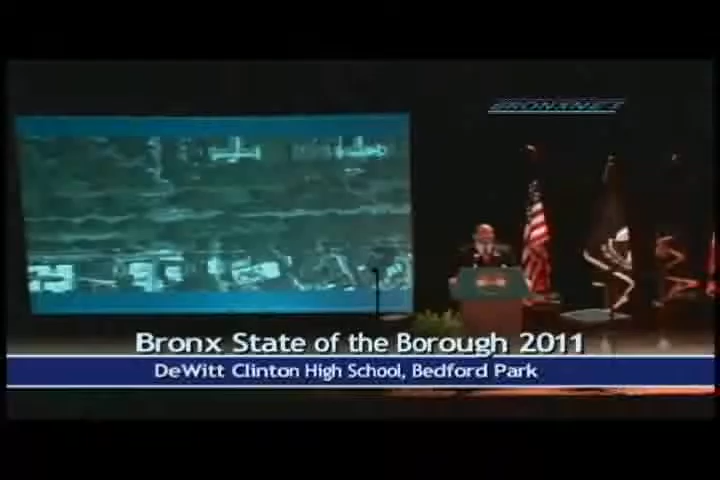 BRONXNET
Bronx State of the Borough 2011
DeWitt Clinton High School, Bedford Park